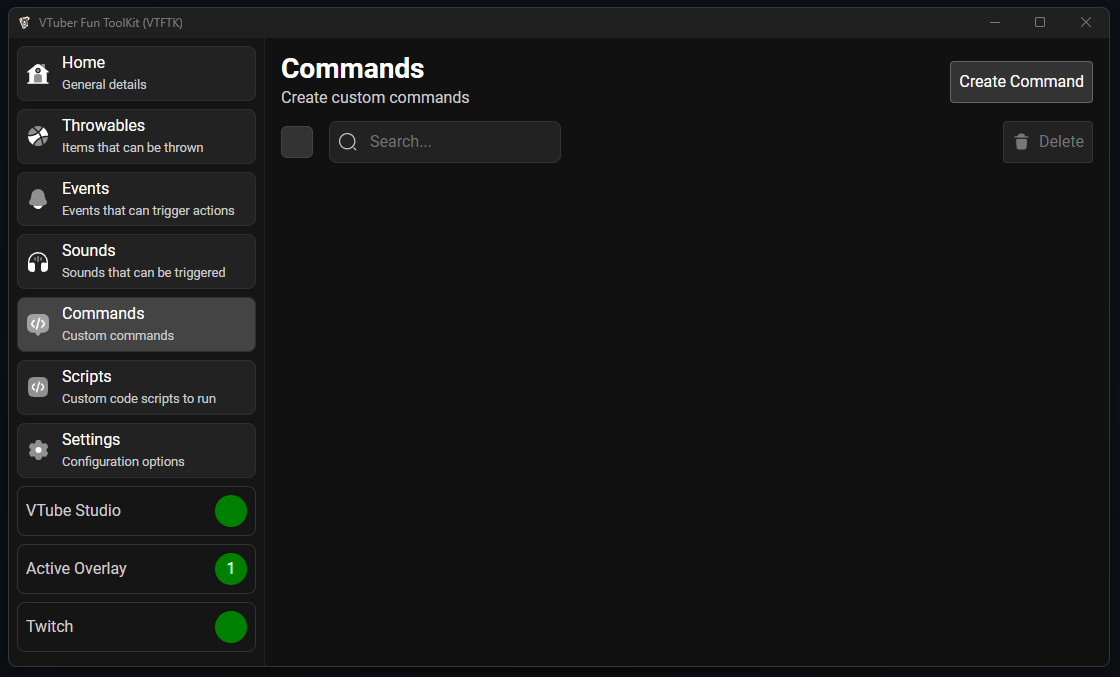 VTuber Fun ToolKit (VTFTK)
Home
General details
Throwables
Items that can be thrown
Events
Events that can trigger actions
Sounds
Sounds that can be triggered
Commands
Custom commands
Scripts
Custom code scripts to run
Settings
Configuration options
VTube Studio
Active Overlay 1
Twitch
Commands
Create custom commands
Create Command
Search...
Delete